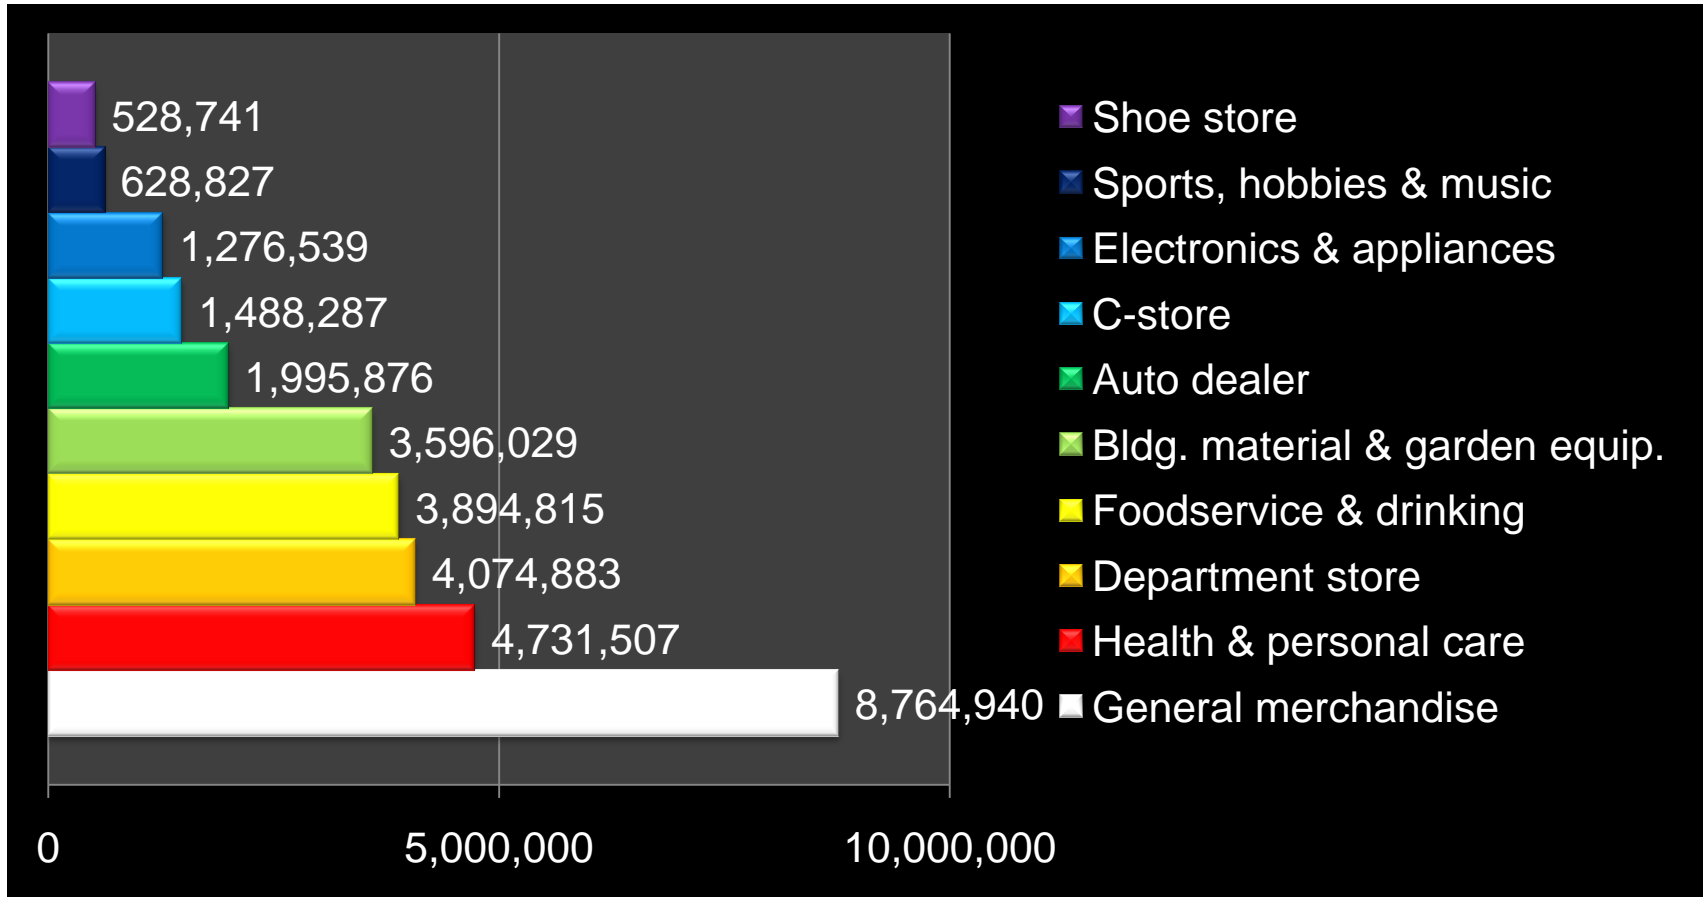 528,741
628,827
1,276,539
1,488,287
1,995,876
3,596,029
3,894,815
4,074,883
4,731,507
8,764,940
0
5,000,000
10,000,000
Shoe store
Sports, hobbies & music
Electronics & appliances
C-store
Auto dealer
Bldg. material & garden equip.
Foodservice & drinking
Department store
Health & personal care
General merchandise